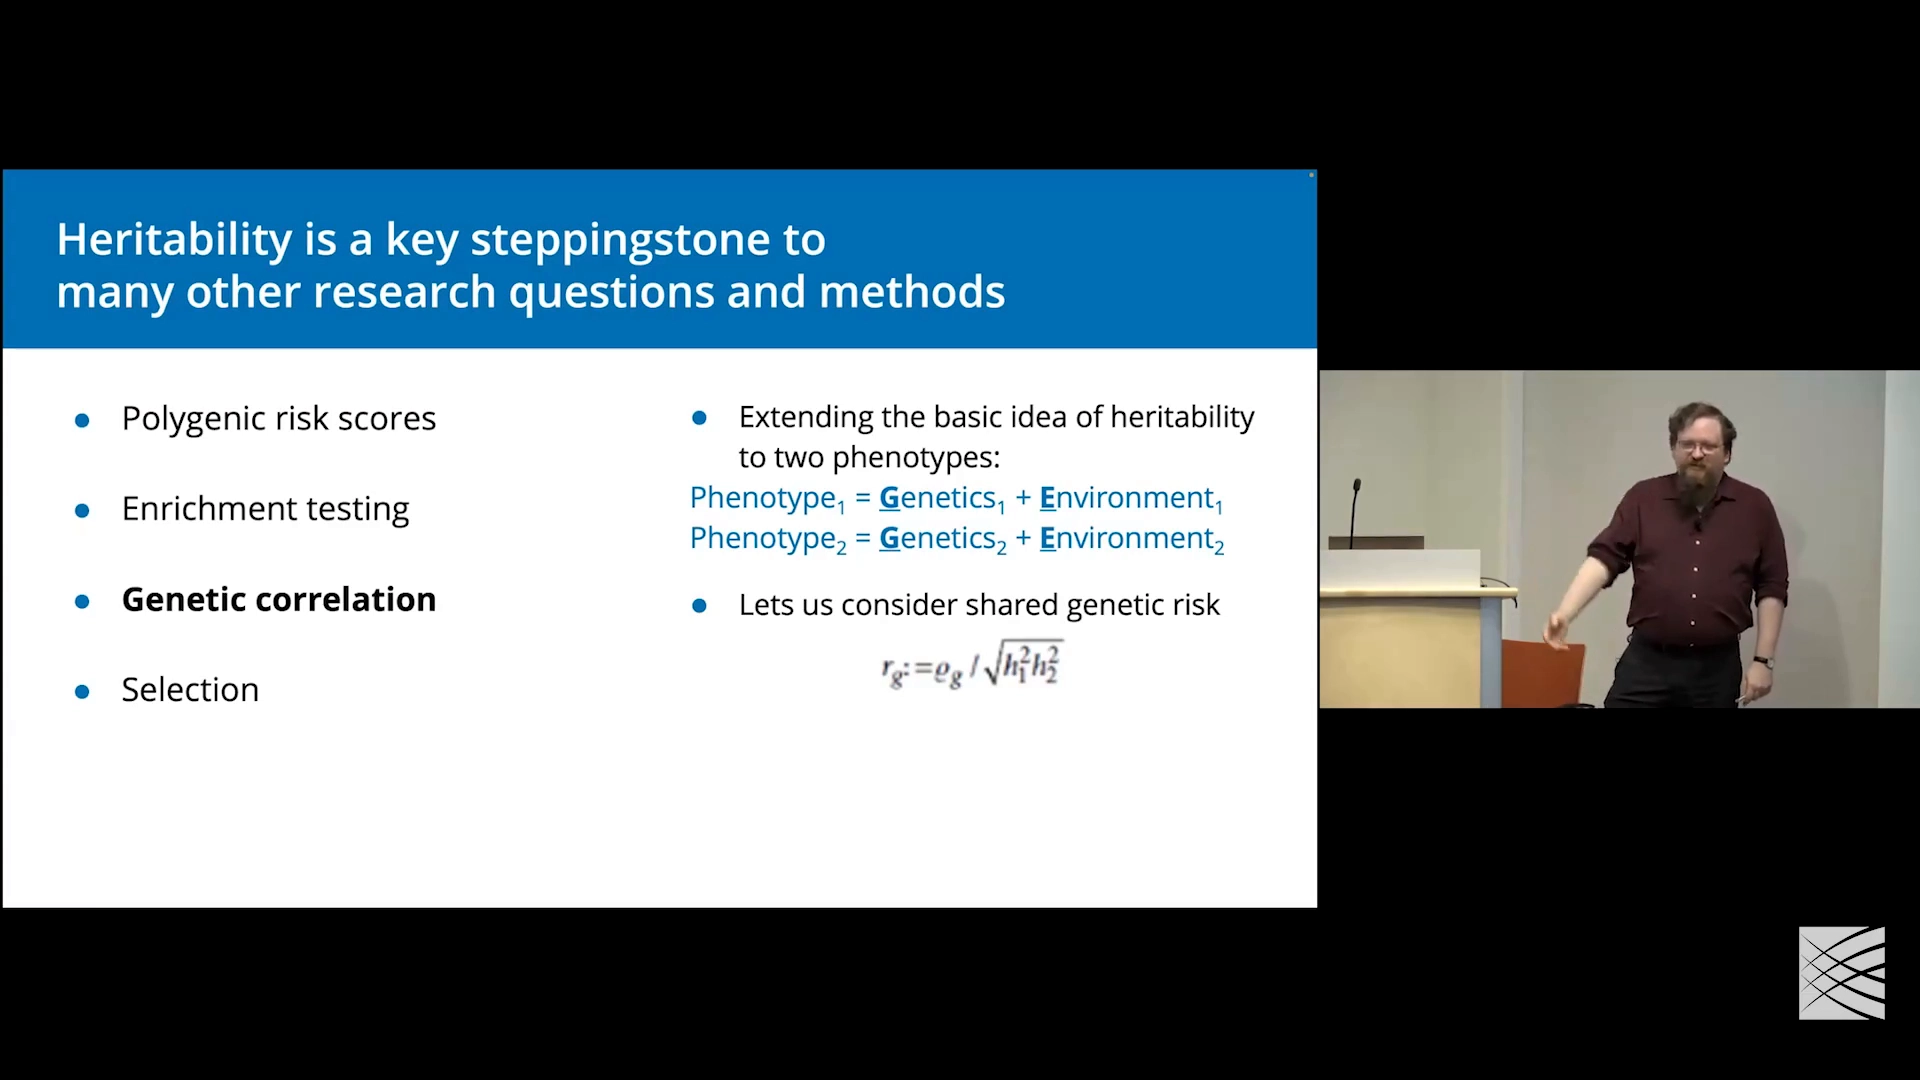 Heritability is a key steppingstone to
many other research questions and methods
● Polygenic risk scores
● Enrichment testing
● Genetic correlation
● Selection
● Extending the basic idea of heritability
to two phenotypes:
Phenotype₁ = Genetics₁ + Environment₁
Phenotype₂ = Genetics₂ + Environment₂
● Lets us consider shared genetic risk
r_g:=ϱ_g/√h₁²h₂²